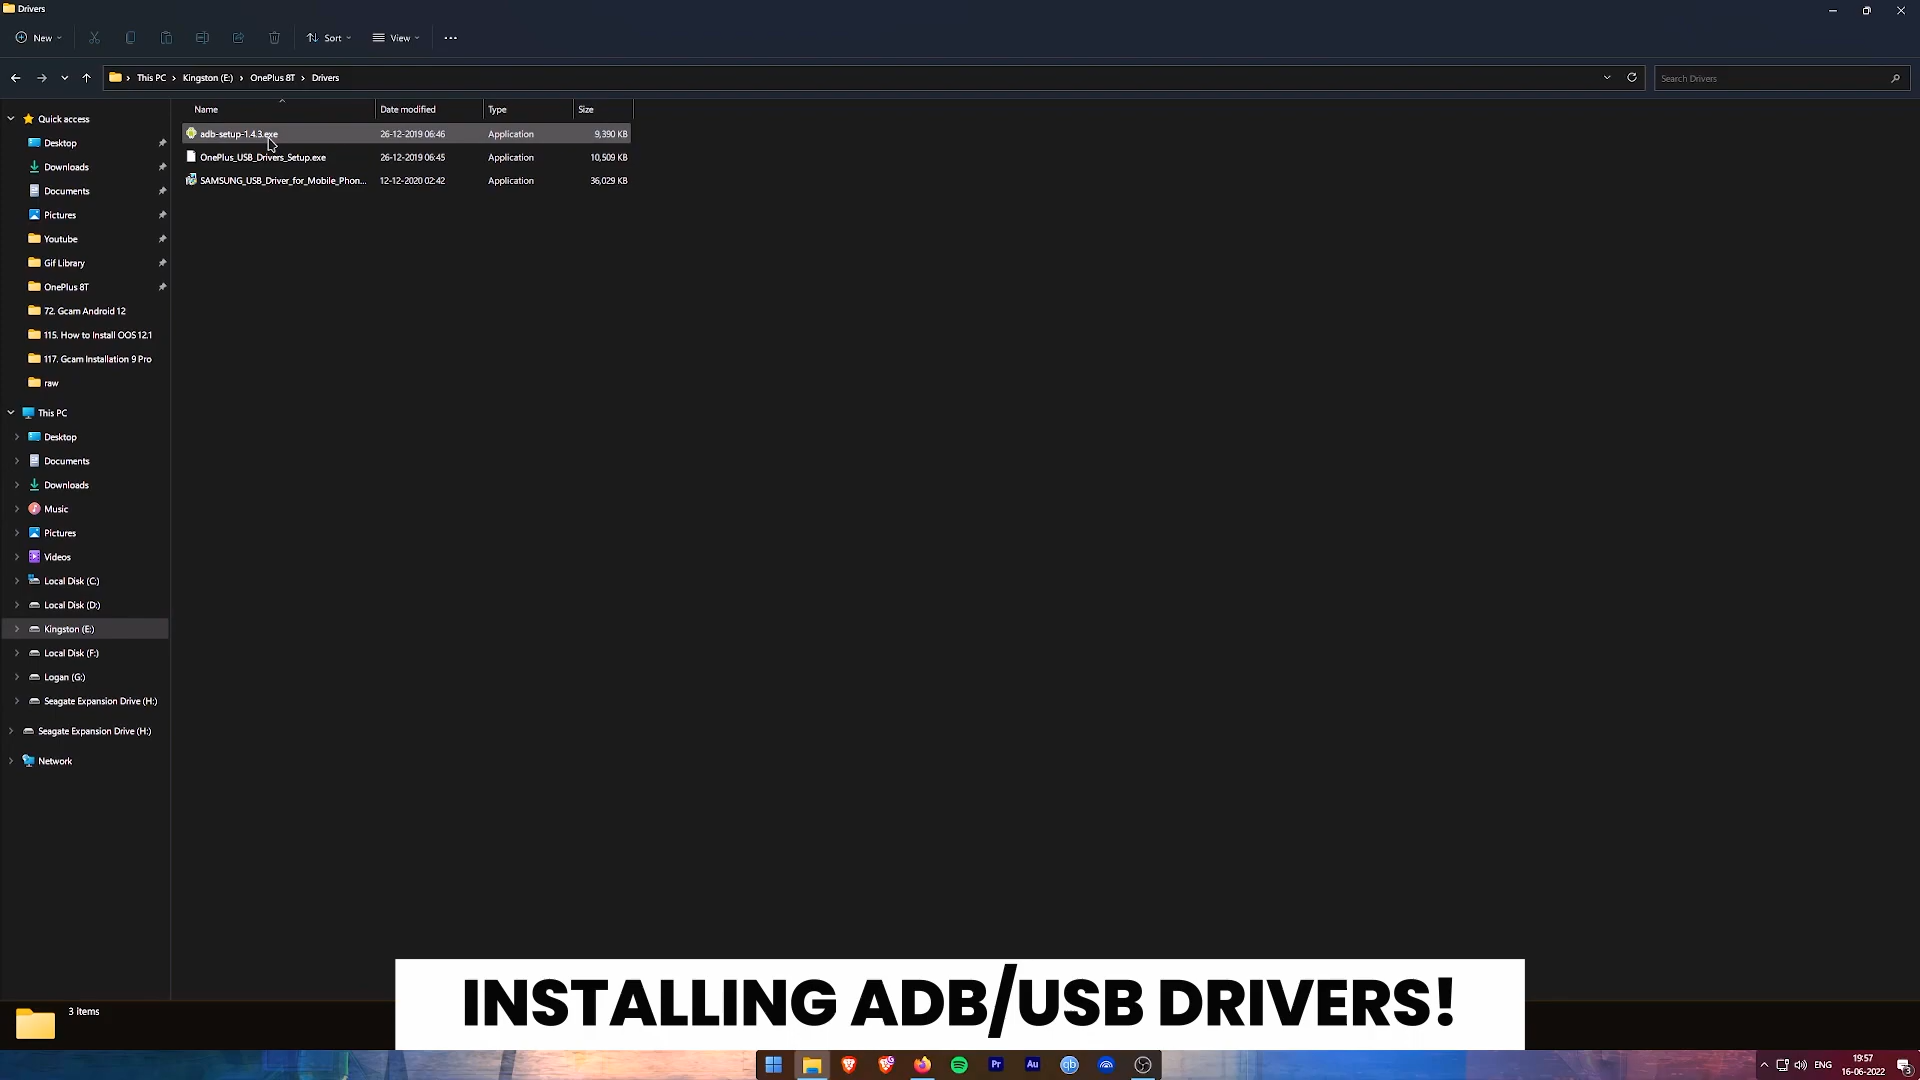 Drivers
New
Sort
View
This PC > Kingston (E:) > OnePlus 8T > Drivers
Search Drivers
Name Date modified Type Size
adb-setup-1.4.3.exe 26-12-2019 06:46 Application 9,390 KB
OnePlus_USB_Drivers_Setup.exe 26-12-2019 06:45 Application 10,509 KB
SAMSUNG_USB_Driver_for_Mobile_Phon... 12-12-2020 02:42 Application 36,029 KB
Quick access
Desktop
Downloads
Documents
Pictures
Youtube
Gif Library
OnePlus 8T
72. Gcam Android 12
115. How to Install OOS 12.1
117. Gcam Installation 9 Pro
raw
This PC
Desktop
Documents
Downloads
Music
Pictures
Videos
Local Disk (C:)
Local Disk (D:)
Kingston (E:)
Local Disk (F:)
Logan (G:)
Seagate Expansion Drive (H:)
Seagate Expansion Drive (H:)
Network
3 items
INSTALLING ADB/USB DRIVERS!
Pr
Au
qb
ENG
19:57
16-06-2022
3